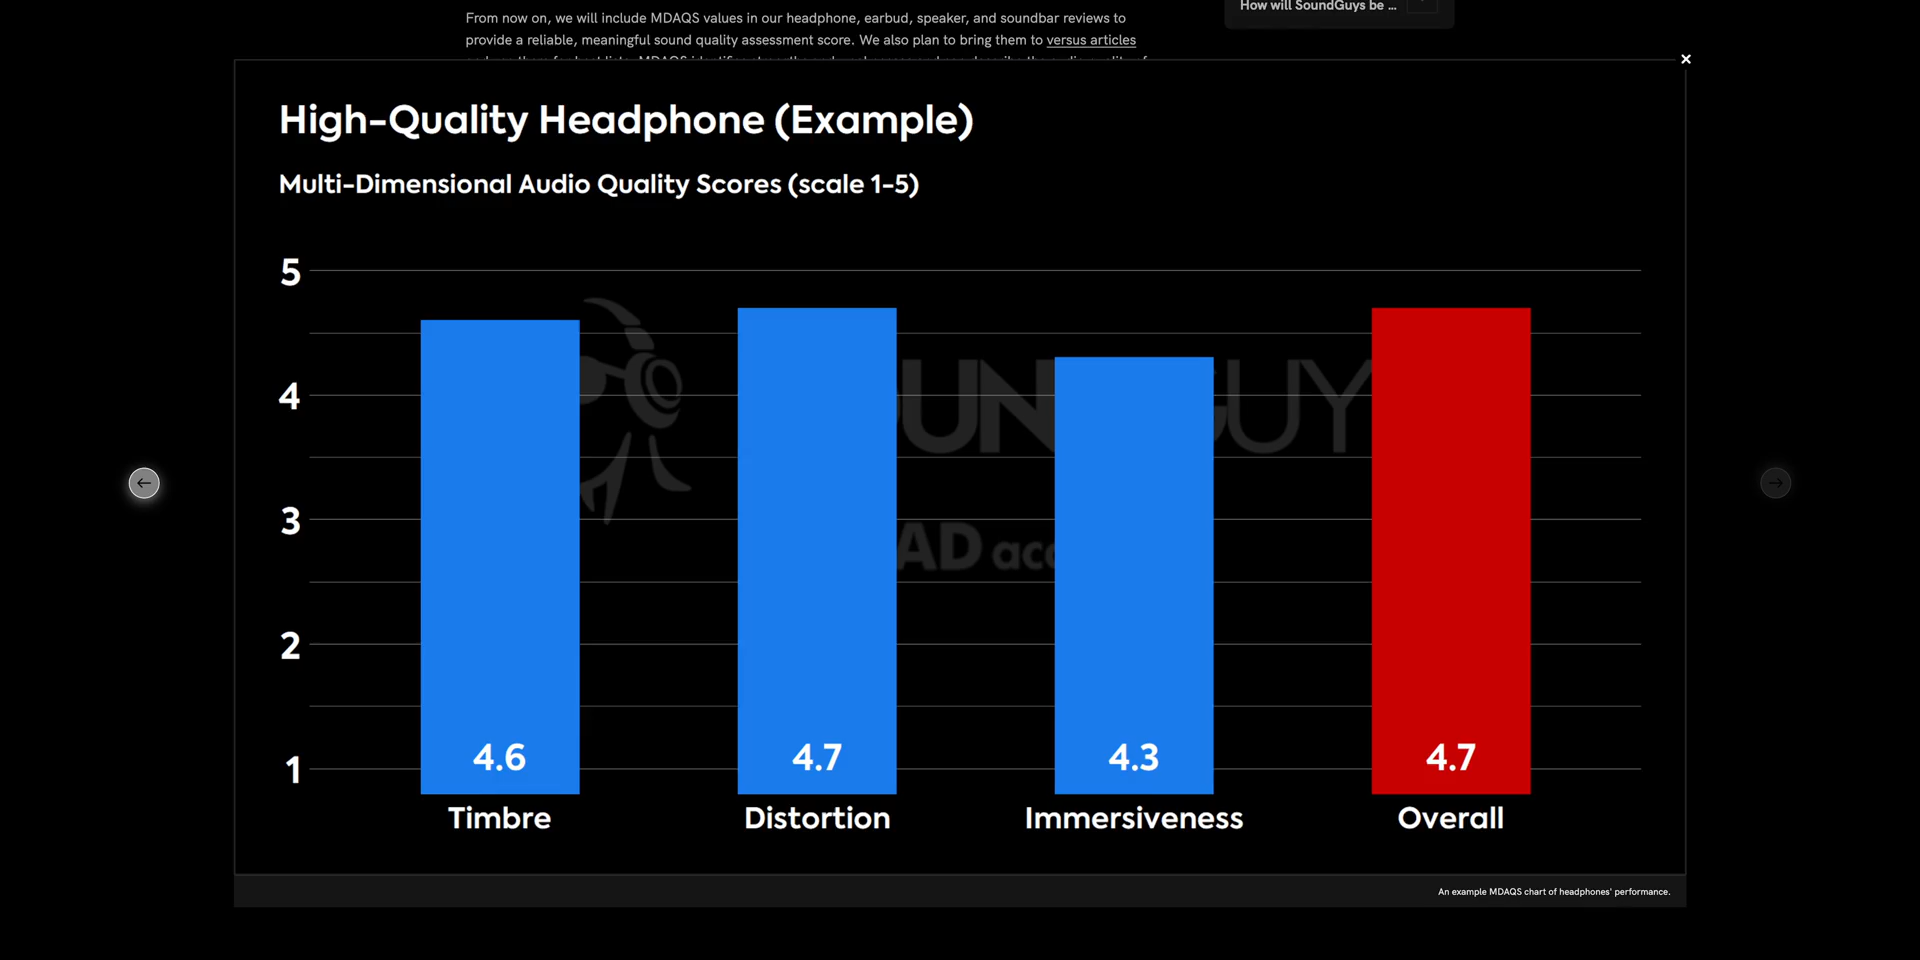 From now on, we will include MDAQS values in our headphone, earbud, speaker, and soundbar reviews to
provide a reliable, meaningful sound quality assessment score. We also plan to bring them to versus articles
How will SoundGuys be ...
High-Quality Headphone (Example)
Multi-Dimensional Audio Quality Scores (scale 1-5)
5
4
3
2
1
4.6
4.7
4.3
4.7
Timbre
Distortion
Immersiveness
Overall
An example MDAQS chart of headphones' performance.